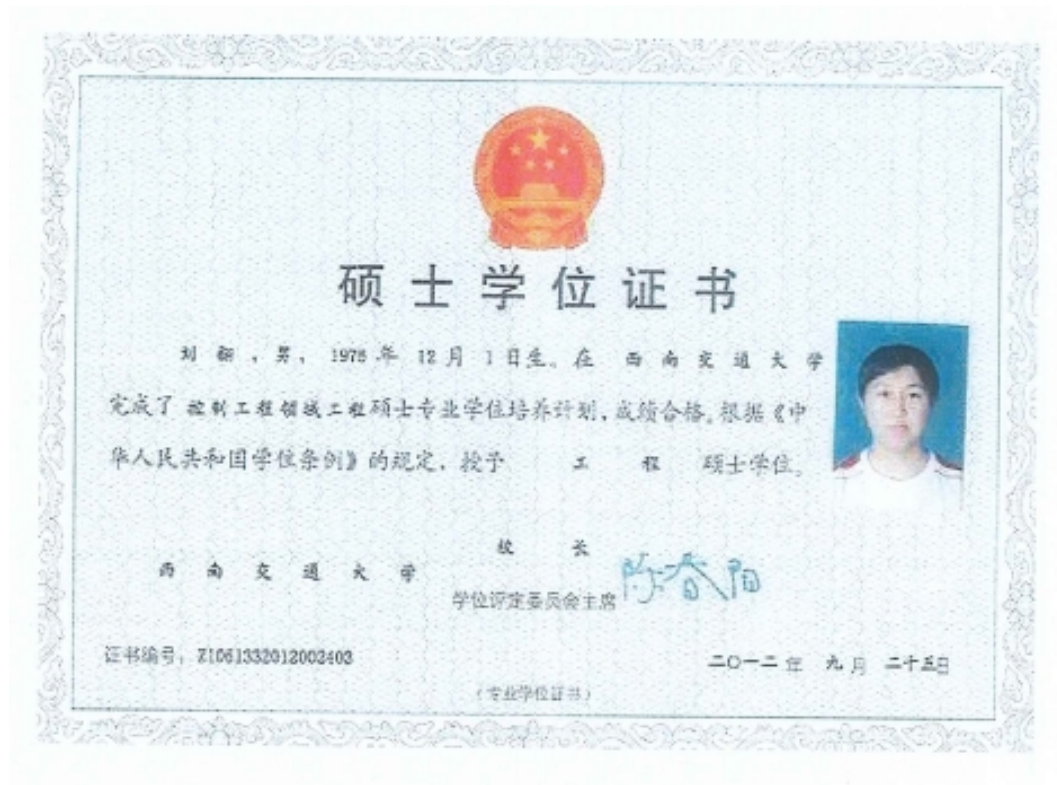 硕士学位证书
刘翻，男，1978年12月1日生。在 西南交通大学
完成了控制工程领域工程硕士专业学位培养计划，成绩合格。根据《中
华人民共和国学位条例》的规定，授予 工程 硕士学位。
校长
西南交通大学
陈春阳
学位评定委员会主席
证书编号：Z1061332012002403
二〇一二年 九月 二十五日
（专业学位证书）